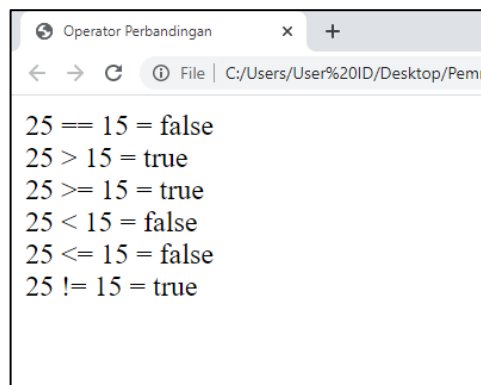 Operator Perbandingan
File | C:/Users/User%20ID/Desktop/Pem
25 == 15 = false
25 > 15 = true
25 >= 15 = true
25 < 15 = false
25 <= 15 = false
25 != 15 = true